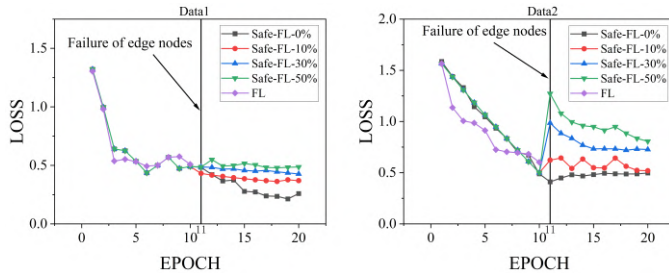 Data1
LOSS
1.5
1.0
0.5
0.0
Failure of edge nodes
Safe-FL-0%
Safe-FL-10%
Safe-FL-30%
Safe-FL-50%
FL
0
5
10
11
15
20
EPOCH
Data2
LOSS
2.0
1.5
1.0
0.5
0.0
Failure of edge nodes
Safe-FL-0%
Safe-FL-10%
Safe-FL-30%
Safe-FL-50%
FL
0
5
10
11
15
20
EPOCH